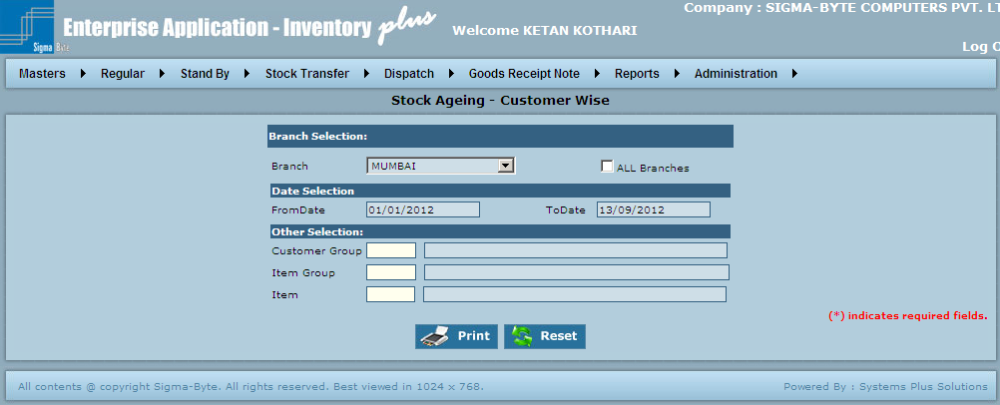 Company : SIGMA-BYTE COMPUTERS PVT.
Enterprise Application - Inventory plus
Welcome KETAN KOTHARI
Sigma Byte
Log
Masters Regular Stand By Stock Transfer Dispatch Goods Receipt Note Reports Administration
Stock Ageing - Customer Wise
Branch Selection:
Branch MUMBAI ALL Branches
Date Selection
FromDate 01/01/2012 ToDate 13/09/2012
Other Selection:
Customer Group
Item Group
Item
(*) indicates required fields.
Print Reset
All contents @ copyright Sigma-Byte. All rights reserved. Best viewed in 1024 x 768. Powered By : Systems Plus Solutions